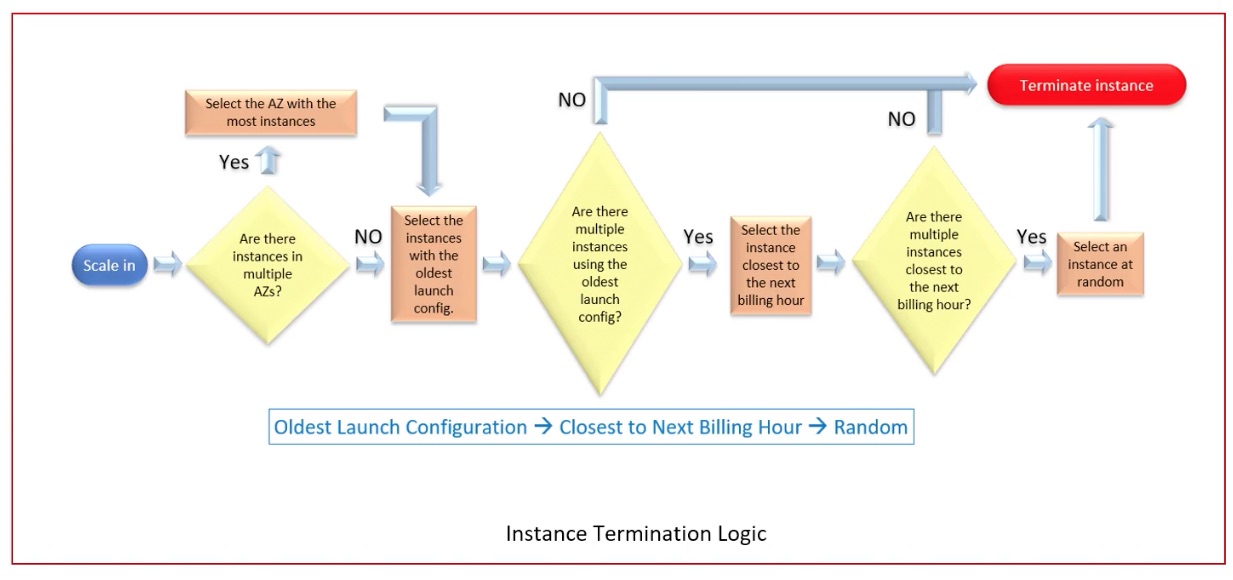 Scale in
Are there
instances in
multiple
AZs?
Yes
Select the AZ with the
most instances
NO
Select the
instances
with the
oldest
launch
config.
Are there
multiple
instances
using the
oldest
launch
config?
NO
Yes
Select the
instance
closest to
the next
billing hour
Are there
multiple
instances
closest to
the next
billing hour?
NO
Yes
Select an
instance at
random
Terminate instance
Oldest Launch Configuration → Closest to Next Billing Hour → Random
Instance Termination Logic